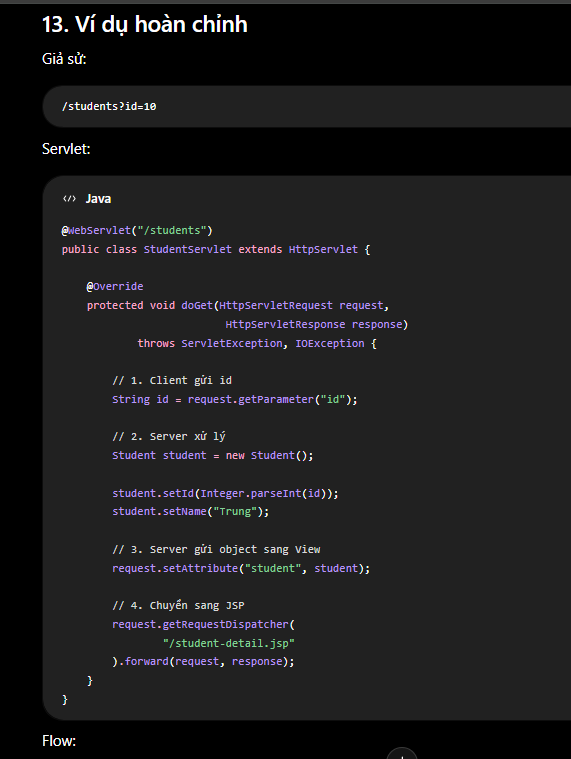 13. Ví dụ hoàn chỉnh
Giả sử:
/students?id=10
Servlet:
</> Java
@WebServlet("/students")
public class StudentServlet extends HttpServlet {
@Override
protected void doGet(HttpServletRequest request,
HttpServletResponse response)
throws ServletException, IOException {
// 1. Client gửi id
String id = request.getParameter("id");
// 2. Server xử lý
Student student = new Student();
student.setId(Integer.parseInt(id));
student.setName("Trung");
// 3. Server gửi object sang View
request.setAttribute("student", student);
// 4. Chuyển sang JSP
request.getRequestDispatcher(
"/student-detail.jsp"
).forward(request, response);
}
}
Flow: